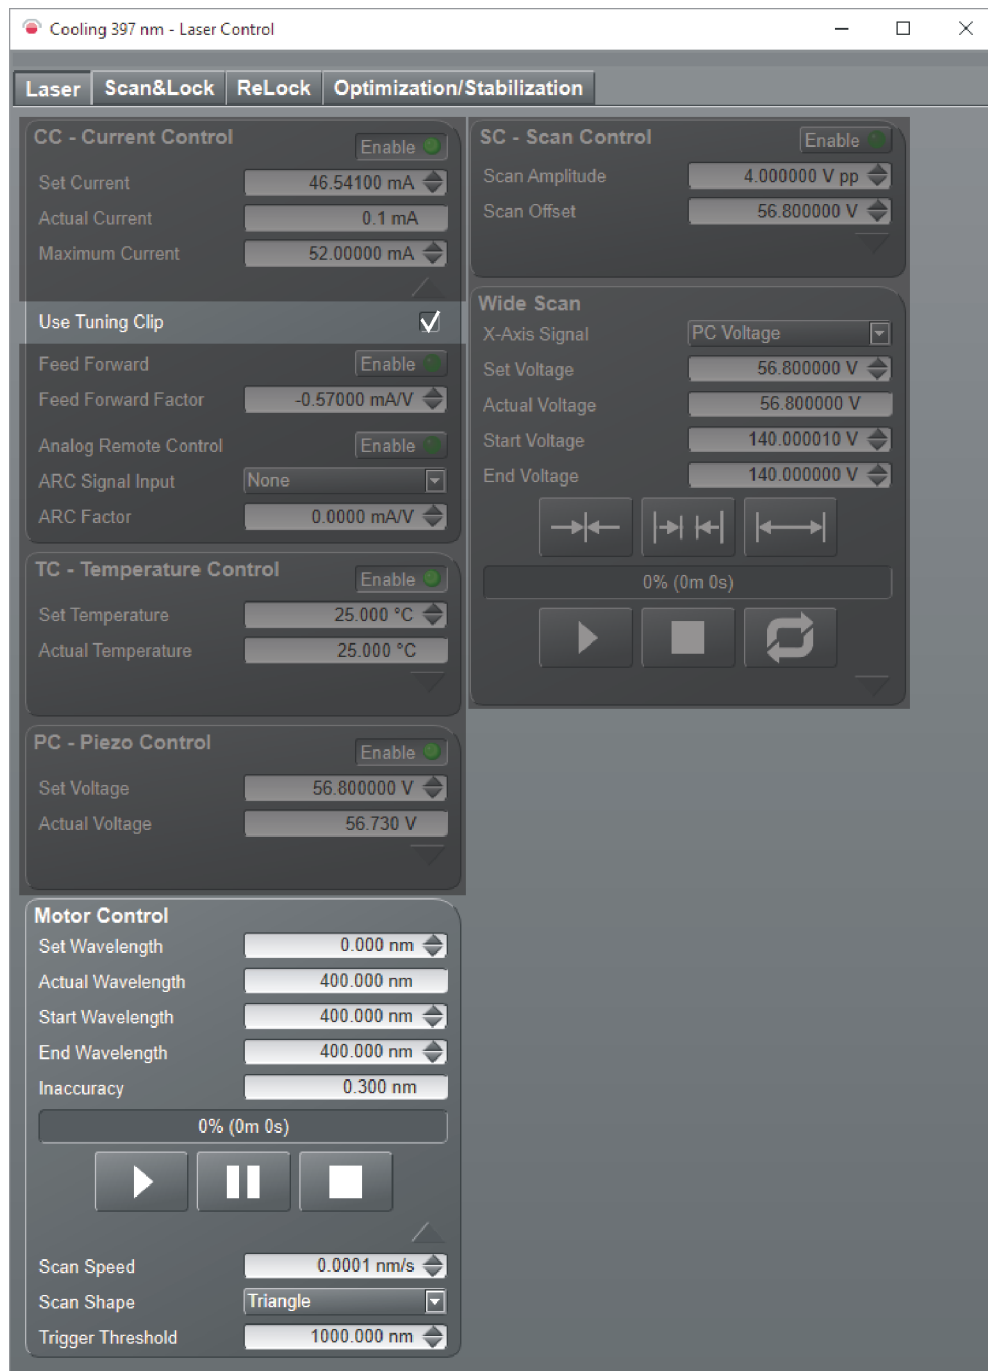 Cooling 397 nm - Laser Control
Laser Scan&Lock ReLock Optimization/Stabilization
CC - Current Control
Enable
Set Current 46.54100 mA
Actual Current 0.1 mA
Maximum Current 52.00000 mA
Use Tuning Clip
Feed Forward Enable
Feed Forward Factor -0.57000 mA/V
Analog Remote Control Enable
ARC Signal Input None
ARC Factor 0.0000 mA/V
TC - Temperature Control
Enable
Set Temperature 25.000 °C
Actual Temperature 25.000 °C
PC - Piezo Control
Enable
Set Voltage 56.800000 V
Actual Voltage 56.730 V
Motor Control
Set Wavelength 0.000 nm
Actual Wavelength 400.000 nm
Start Wavelength 400.000 nm
End Wavelength 400.000 nm
Inaccuracy 0.300 nm
0% (0m 0s)
Scan Speed 0.0001 nm/s
Scan Shape Triangle
Trigger Threshold 1000.000 nm
SC - Scan Control
Enable
Scan Amplitude 4.000000 V pp
Scan Offset 56.800000 V
Wide Scan
X-Axis Signal PC Voltage
Set Voltage 56.800000 V
Actual Voltage 56.800000 V
Start Voltage 140.000010 V
End Voltage 140.000000 V
0% (0m 0s)